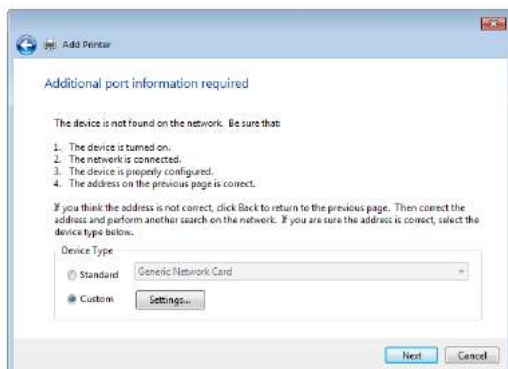 Add Printer
Additional port information required
The device is not found on the network. Be sure that:
1. The device is turned on.
2. The network is connected.
3. The device is properly configured.
4. The address on the previous page is correct.
If you think the address is not correct, click Back to return to the previous page. Then correct the
address and perform another search on the network. If you are sure the address is correct, select the
device type below.
Device Type
Standard Generic Network Card
Custom Settings...
Next Cancel